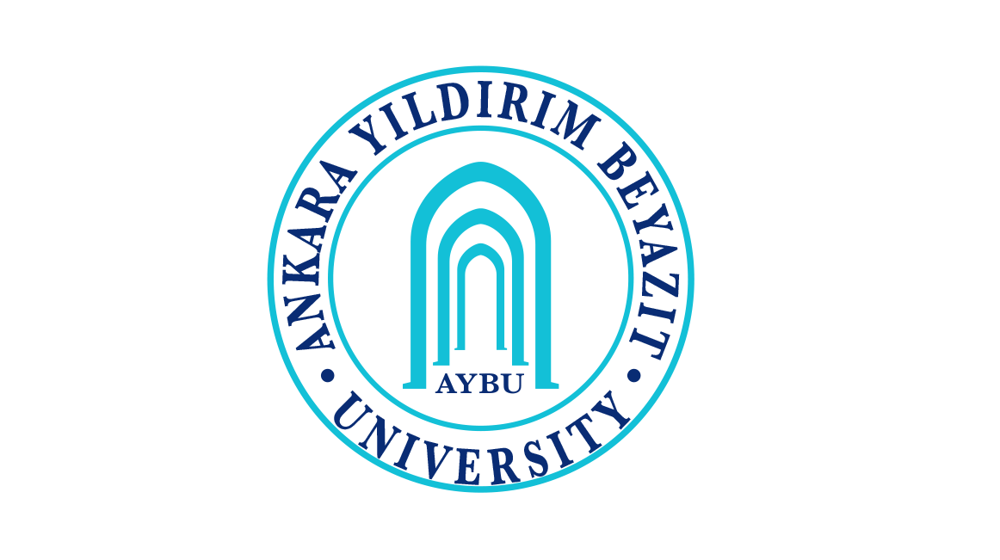 ANKARA YILDIRIM BEYAZIT
AYBU
• UNIVERSITY •